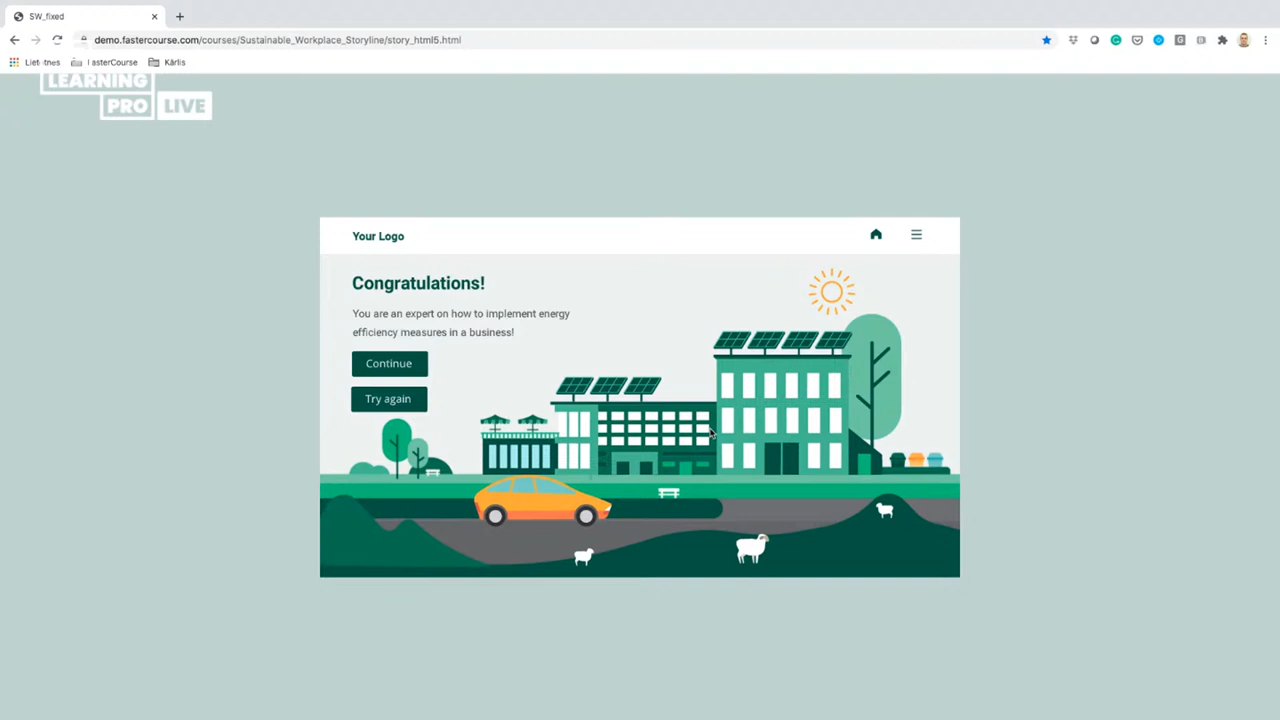 SW_fixed
demo.fastercourse.com/courses/Sustainable_Workplace_Storyline/story_html5.html
FasterCourse
Kārlis
LEARNING
PRO LIVE
Your Logo
Congratulations!
You are an expert on how to implement energy
efficiency measures in a business!
Continue
Try again